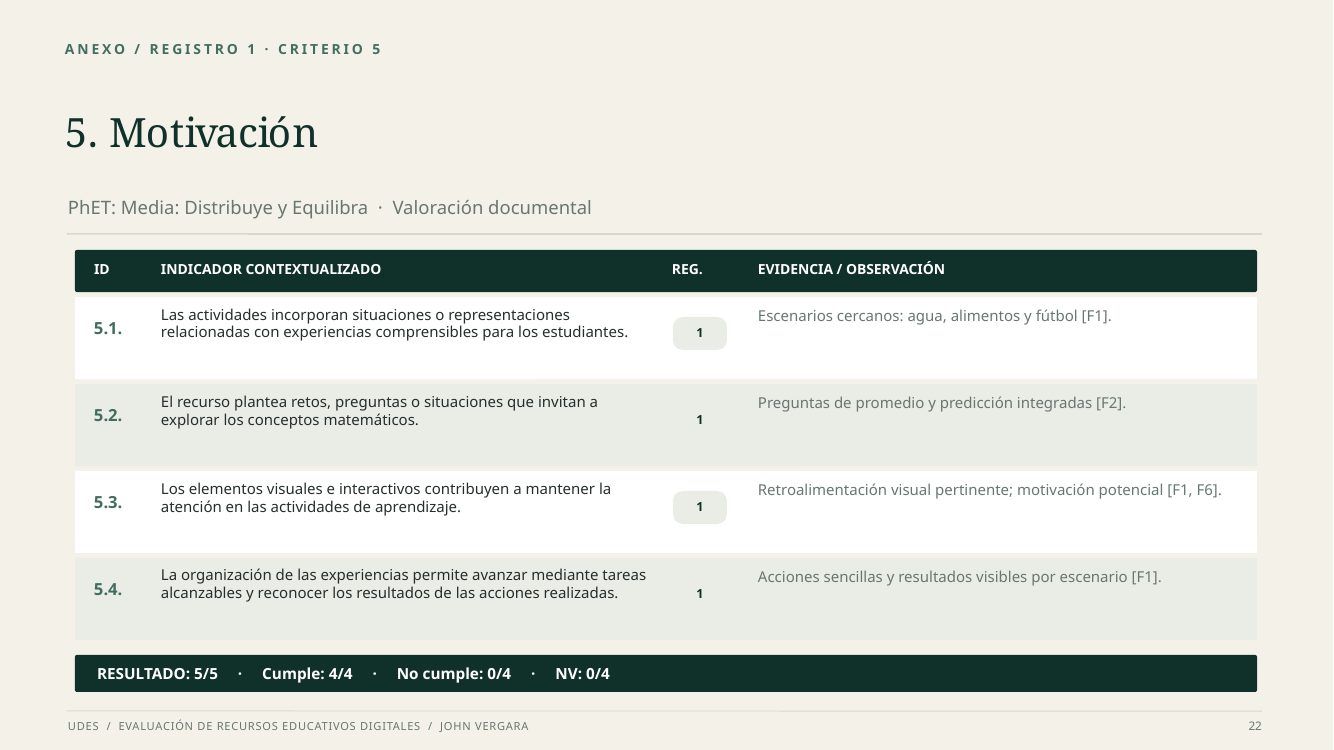 ANEXO / REGISTRO 1 · CRITERIO 5
5. Motivación
PhET: Media: Distribuye y Equilibra · Valoración documental
ID INDICADOR CONTEXTUALIZADO REG. EVIDENCIA / OBSERVACIÓN
5.1. Las actividades incorporan situaciones o representaciones
relacionadas con experiencias comprensibles para los estudiantes.
1
Escenarios cercanos: agua, alimentos y fútbol [F1].
5.2. El recurso plantea retos, preguntas o situaciones que invitan a
explorar los conceptos matemáticos.
1
Preguntas de promedio y predicción integradas [F2].
5.3. Los elementos visuales e interactivos contribuyen a mantener la
atención en las actividades de aprendizaje.
1
Retroalimentación visual pertinente; motivación potencial [F1, F6].
5.4. La organización de las experiencias permite avanzar mediante tareas
alcanzables y reconocer los resultados de las acciones realizadas.
1
Acciones sencillas y resultados visibles por escenario [F1].
RESULTADO: 5/5 · Cumple: 4/4 · No cumple: 0/4 · NV: 0/4
UDES / EVALUACIÓN DE RECURSOS EDUCATIVOS DIGITALES / JOHN VERGARA 22